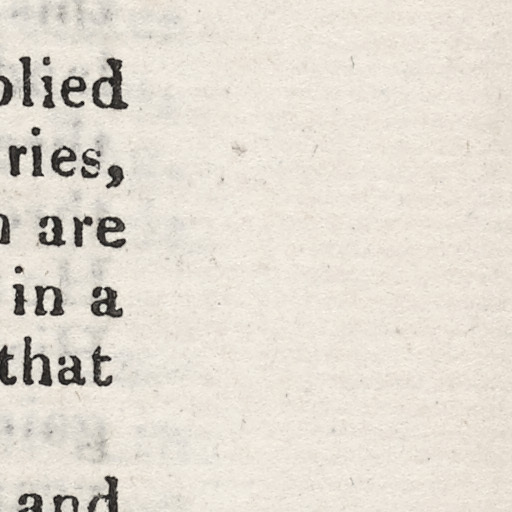 plied
ries,
are
in a
that
and